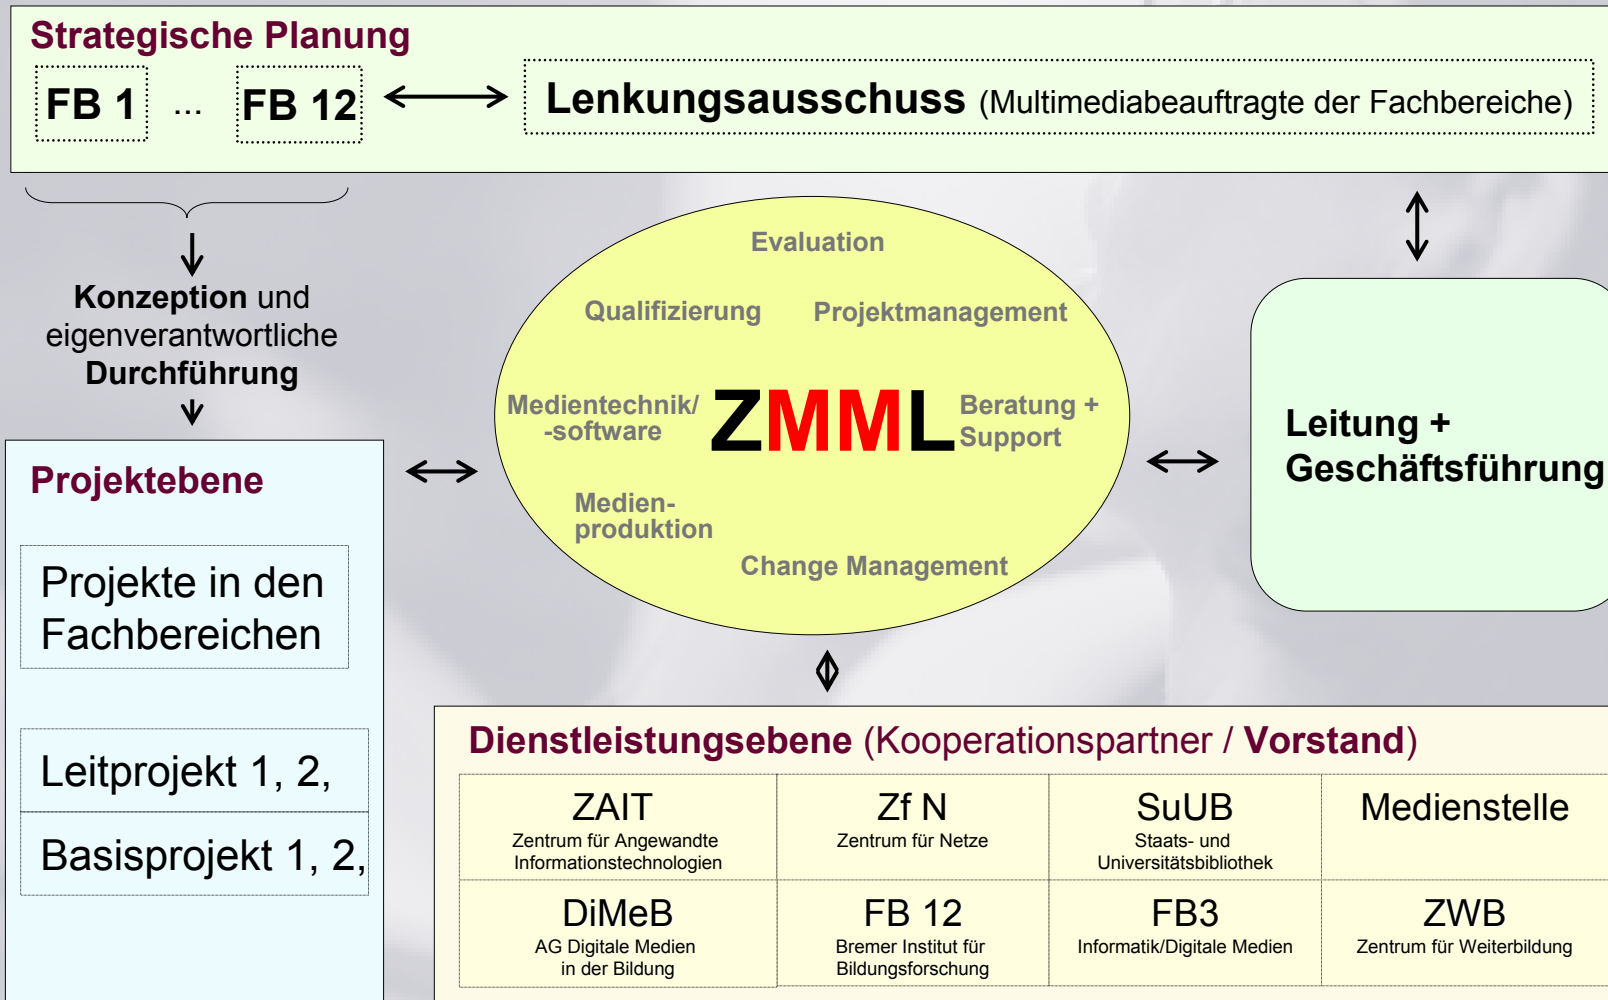 Strategische Planung
FB 1 ... FB 12
Lenkungsausschuss (Multimediabeauftragte der Fachbereiche)
Konzeption und
eigenverantwortliche
Durchführung
Evaluation
Qualifizierung
Projektmanagement
Medientechnik/
-software
ZMML
Beratung +
Support
Medien-
produktion
Change Management
Leitung +
Geschäftsführung
Projektebene
Projekte in den
Fachbereichen
Leitprojekt 1, 2,
Basisprojekt 1, 2,
Dienstleistungsebene (Kooperationspartner / Vorstand)
ZAIT
Zentrum für Angewandte
Informationstechnologien
Zf N
Zentrum für Netze
SuUB
Staats- und
Universitätsbibliothek
Medienstelle
DiMeB
AG Digitale Medien
in der Bildung
FB 12
Bremer Institut für
Bildungsforschung
FB3
Informatik/Digitale Medien
ZWB
Zentrum für Weiterbildung